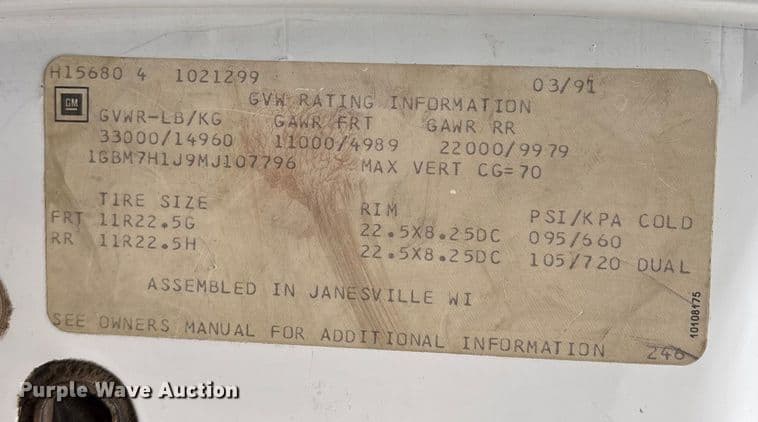 H15680 4 1021299 03/91
GM
GVW RATING INFORMATION
GVWR-LB/KG GAWR FRT GAWR RR
33000/14960 11000/4989 22000/9979
1GBM7H1J9MJ107796 MAX VERT CG=70
TIRE SIZE RIM PSI/KPA COLD
FRT 11R22.5G 22.5X8.25DC 095/660
RR 11R22.5H 22.5X8.25DC 105/720 DUAL
ASSEMBLED IN JANESVILLE WI
SEE OWNERS MANUAL FOR ADDITIONAL INFORMATION 246
10108175
Purple Wave Auction